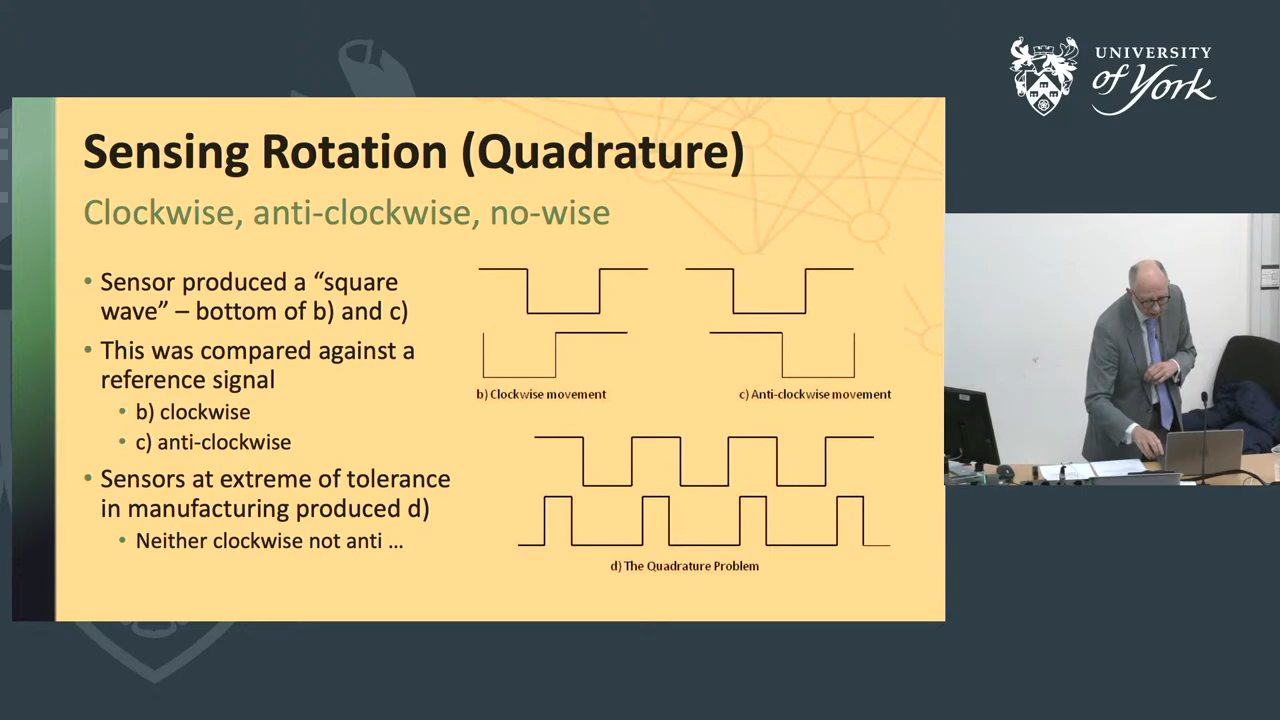 UNIVERSITY
of York
Sensing Rotation (Quadrature)
Clockwise, anti-clockwise, no-wise
• Sensor produced a “square
wave” – bottom of b) and c)
• This was compared against a
reference signal
• b) clockwise
• c) anti-clockwise
• Sensors at extreme of tolerance
in manufacturing produced d)
• Neither clockwise not anti ...
b) Clockwise movement
c) Anti-clockwise movement
d) The Quadrature Problem